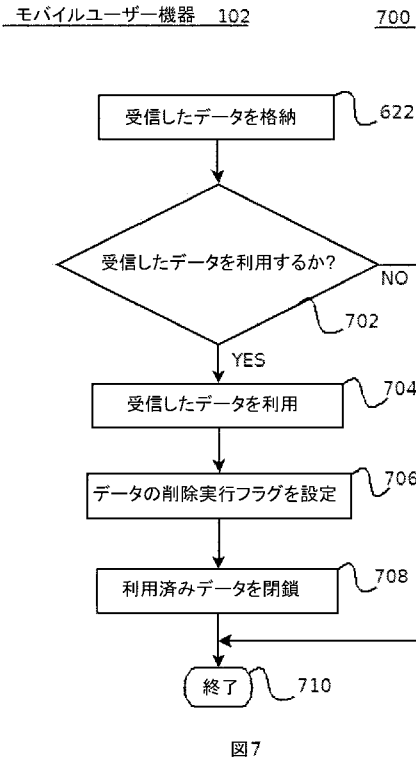 モバイルユーザー機器 102 700
受信したデータを格納
622
受信したデータを利用するか?
NO
702
YES
受信したデータを利用
704
データの削除実行フラグを設定
706
利用済みデータを閉鎖
708
終了
710
図7